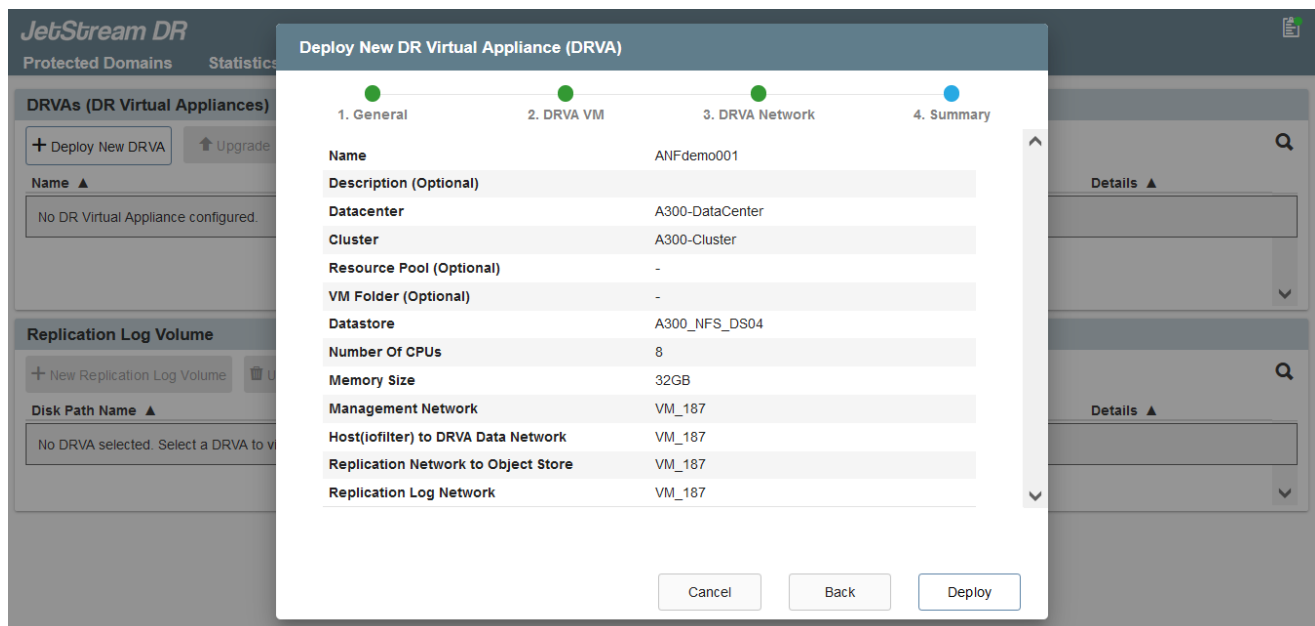 JetStream DR
Protected Domains Statistics
DRVAs (DR Virtual Appliances)
+ Deploy New DRVA Upgrade
Name ▲ Details ▲
No DR Virtual Appliance configured.
Replication Log Volume
+ New Replication Log Volume
Disk Path Name ▲ Details ▲
No DRVA selected. Select a DRVA to
Deploy New DR Virtual Appliance (DRVA)
1. General 2. DRVA VM 3. DRVA Network 4. Summary
Name ANFdemo001
Description (Optional)
Datacenter A300-DataCenter
Cluster A300-Cluster
Resource Pool (Optional) -
VM Folder (Optional) -
Datastore A300_NFS_DS04
Number Of CPUs 8
Memory Size 32GB
Management Network VM_187
Host(iofilter) to DRVA Data Network VM_187
Replication Network to Object Store VM_187
Replication Log Network VM_187
Cancel Back Deploy